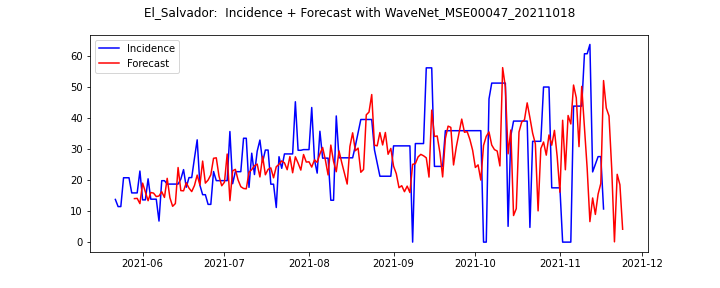 El_Salvador:  Incidence + Forecast with WaveNet_MSE00047_20211018
Incidence
Forecast
60
50
40
30
20
10
0
2021-06 2021-07 2021-08 2021-09 2021-10 2021-11 2021-12